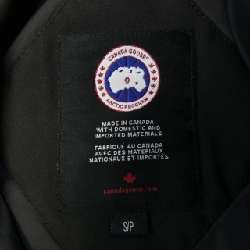 CANADA GOOSE
ARCTIC PROGRAM
MADE IN CANADA
WITH DOMESTIC AND
IMPORTED MATERIALS
FABRIQUÉ AU CANADA
AVEC DES MATERIELS
NATIONAUX ET IMPORTÉS
canadagoose.com
S/P